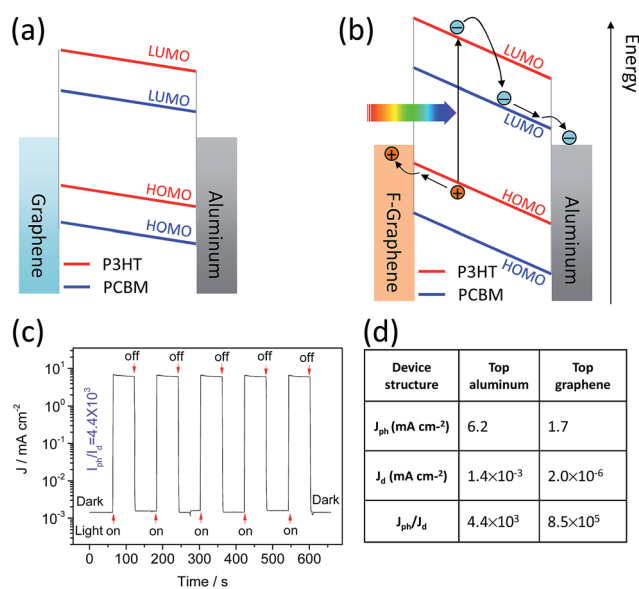 (a)
LUMO
LUMO
HOMO
HOMO
Graphene
Aluminum
P3HT
PCBM
(b)
LUMO
LUMO
HOMO
HOMO
F-Graphene
Aluminum
Energy
P3HT
PCBM
(c)
off off off off off
10¹
10⁰
10⁻¹
10⁻²
10⁻³
J / mA cm⁻²
I_ph/I_d=4.4X10³
Dark Dark
Light on on on on on
0 100 200 300 400 500 600
Time / s
(d)
Device structure Top aluminum Top graphene
J_ph (mA cm-²) 6.2 1.7
J_d (mA cm-²) 1.4×10⁻³ 2.0×10⁻⁶
J_ph/J_d 4.4×10³ 8.5×10⁵